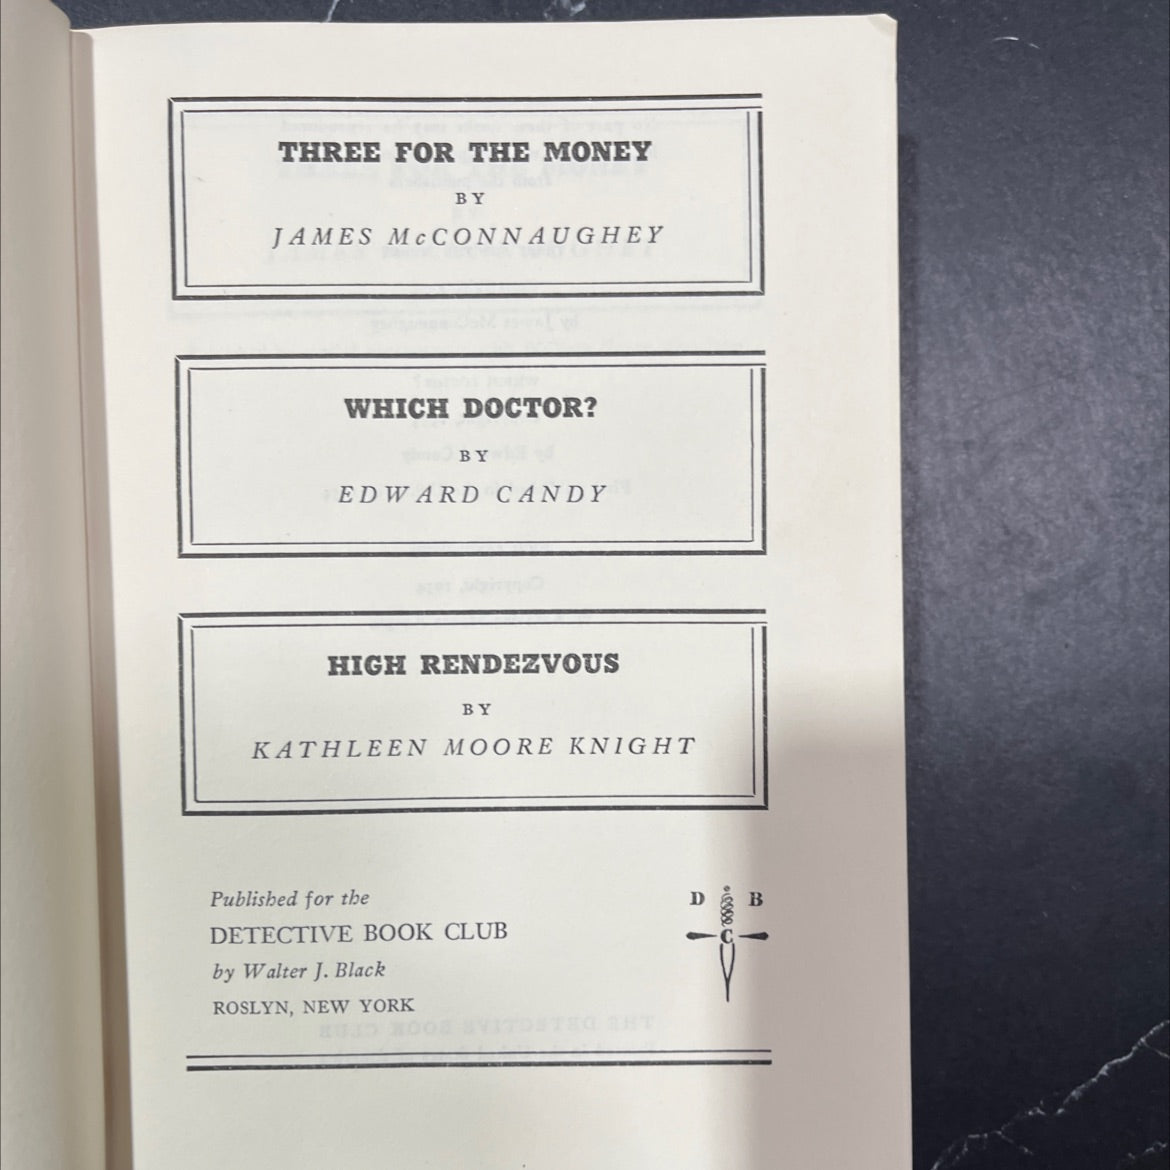 THREE FOR THE MONEY
BY
JAMES McCONNAUGHEY
WHICH DOCTOR?
BY
EDWARD CANDY
HIGH RENDEZVOUS
BY
KATHLEEN MOORE KNIGHT
Published for the
DETECTIVE BOOK CLUB
by Walter J. Black
ROSLYN, NEW YORK
D B
C